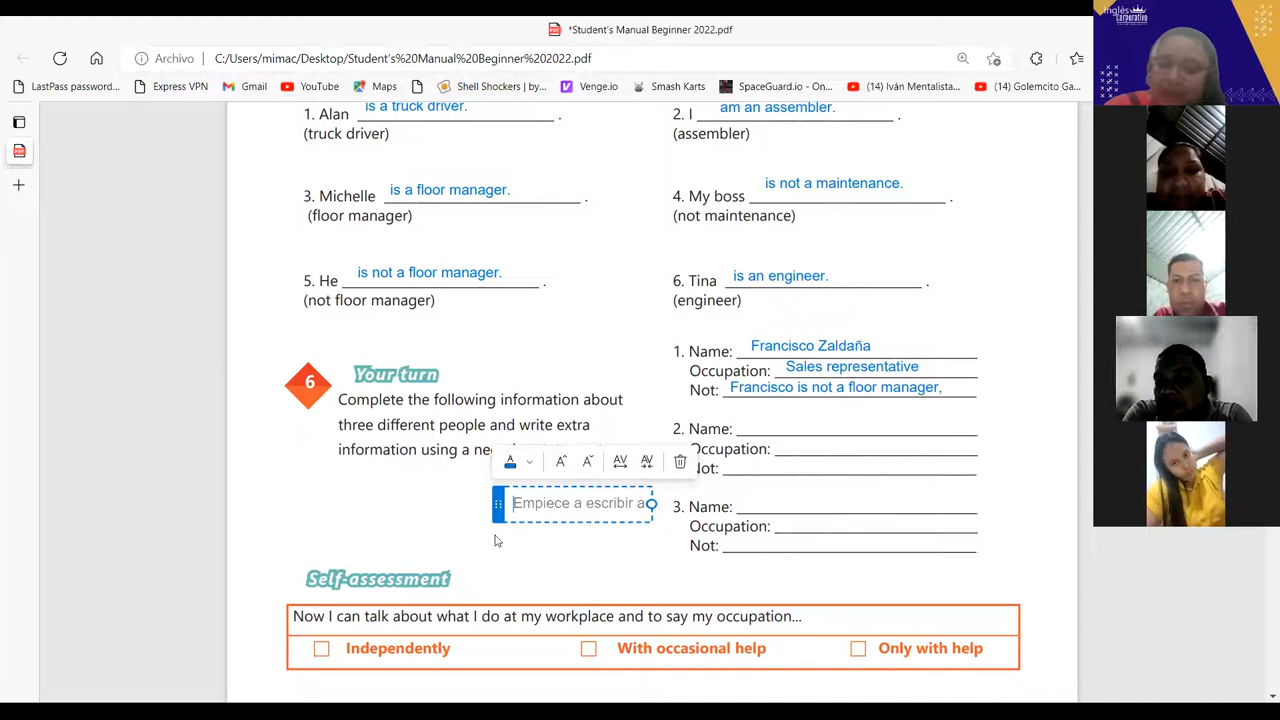 *Student's Manual Beginner 2022.pdf
Archivo
C:/Users/mimac/Desktop/Student's%20Manual%20Beginner%202022.pdf
LastPass password...
Express VPN
Gmail
YouTube
Maps
Shell Shockers | by...
Venge.io
Smash Karts
SpaceGuard.io - On...
(14) Iván Mentalista...
(14) Golemcito Ga...
Inglés
Corporativo
1. Alan is a truck driver. .
(truck driver)
2. I am an assembler. .
(assembler)
3. Michelle is a floor manager. .
(floor manager)
4. My boss is not a maintenance. .
(not maintenance)
5. He is not a floor manager. .
(not floor manager)
6. Tina is an engineer. .
(engineer)
6
Your turn
Complete the following information about
three different people and write extra
information using a ne
Empiece a escribir a
1. Name: Francisco Zaldaña
Occupation: Sales representative
Not: Francisco is not a floor manager,
2. Name:
Occupation:
Not:
3. Name:
Occupation:
Not:
Self-assessment
Now I can talk about what I do at my workplace and to say my occupation...
Independently
With occasional help
Only with help